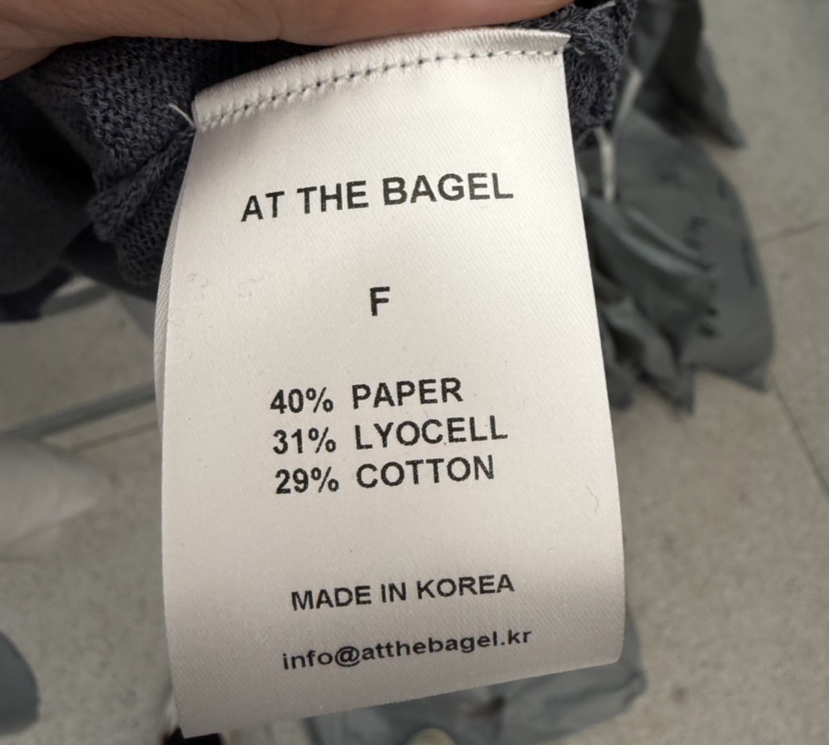 AT THE BAGEL
F
40% PAPER
31% LYOCELL
29% COTTON
MADE IN KOREA
info@atthebagel.kr